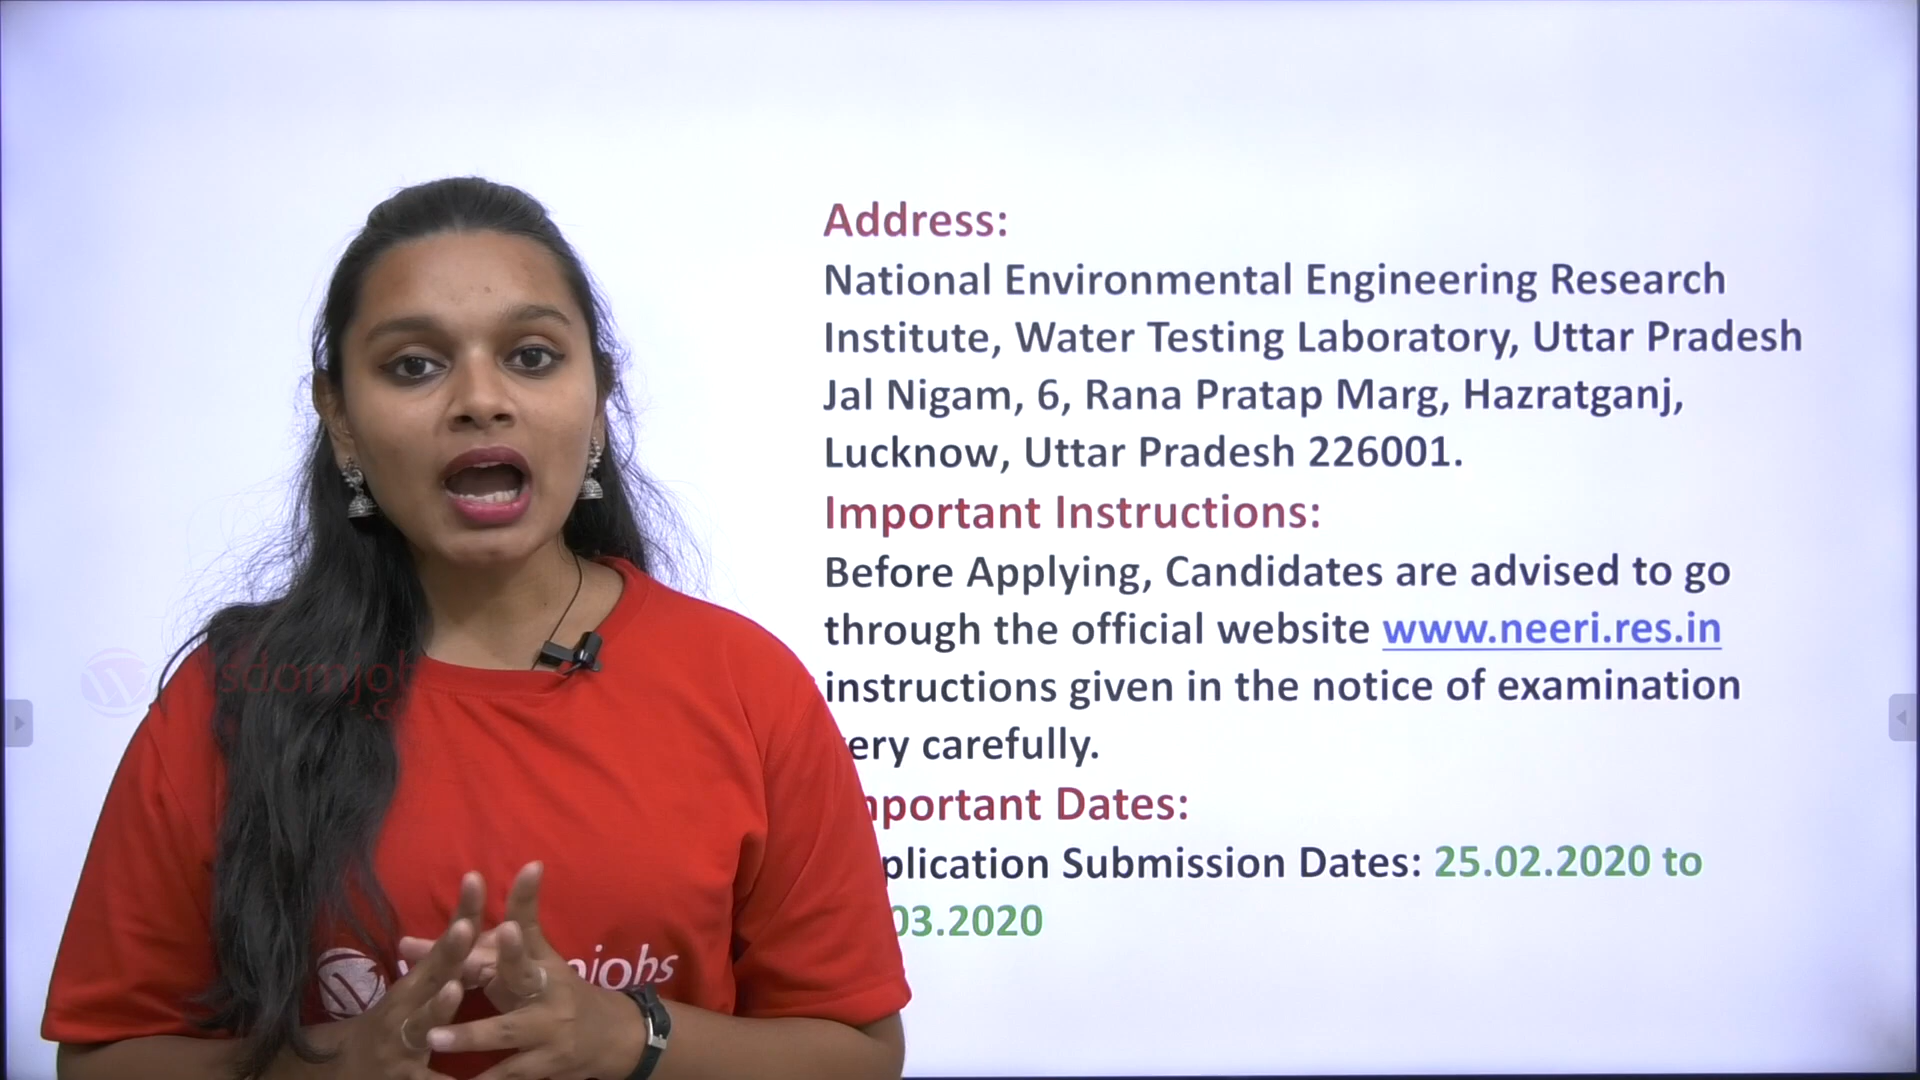 Address:
National Environmental Engineering Research
Institute, Water Testing Laboratory, Uttar Pradesh
Jal Nigam, 6, Rana Pratap Marg, Hazratganj,
Lucknow, Uttar Pradesh 226001.
Important Instructions:
Before Applying, Candidates are advised to go
through the official website www.neeri.res.in
instructions given in the notice of examination
carefully.
Dates:
Submission Dates: 25.02.2020 to
03.2020